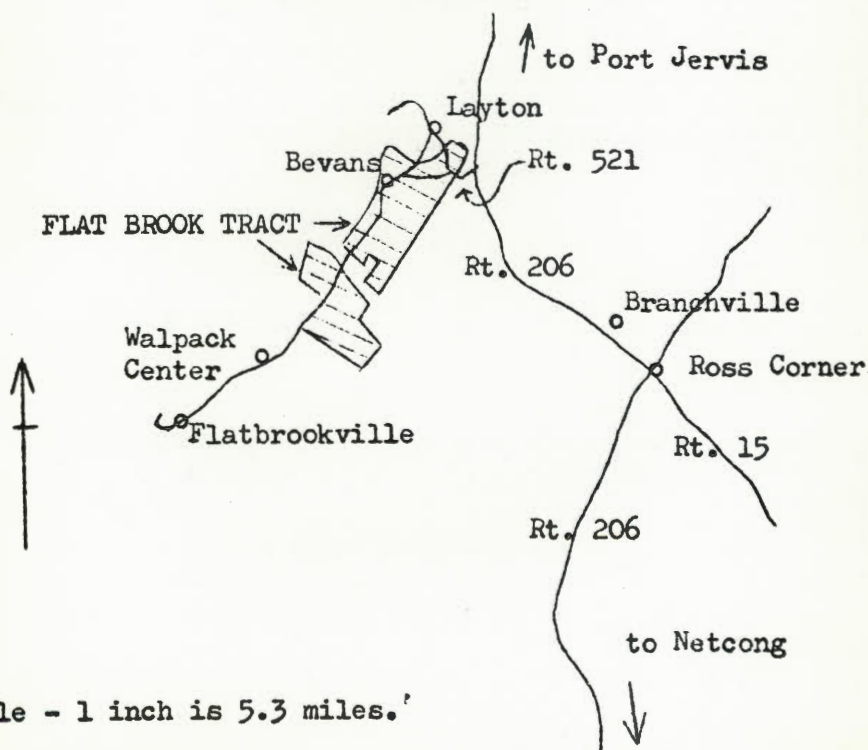 to Port Jervis
Layton
Bevans
Rt. 521
FLAT BROOK TRACT
Rt. 206
Branchville
Walpack
Center
Ross Corner
Flatbrookville
Rt. 15
Rt. 206
to Netcong
le - 1 inch is 5.3 miles.'